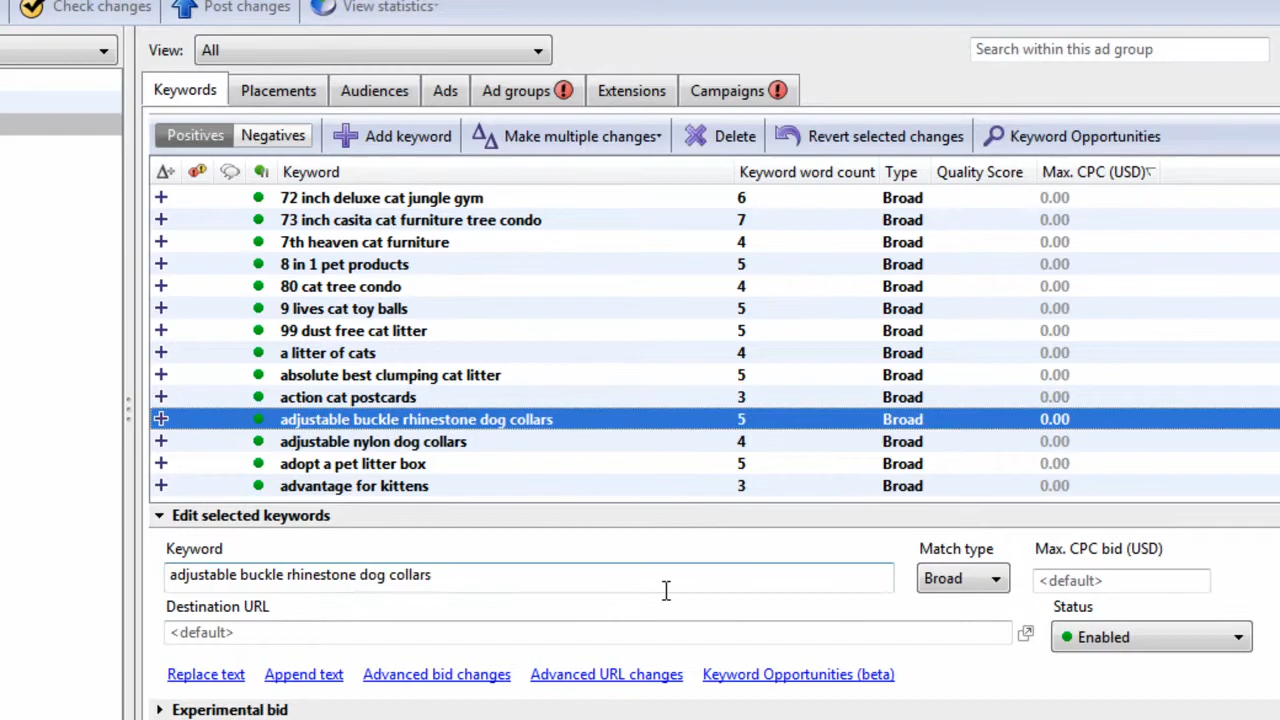 Check changes Post changes View statistics
View: All Search within this ad group
Keywords Placements Audiences Ads Ad groups Extensions Campaigns
Positives Negatives Add keyword Make multiple changes Delete Revert selected changes Keyword Opportunities
Keyword Keyword word count Type Quality Score Max. CPC (USD)
72 inch deluxe cat jungle gym 6 Broad 0.00
73 inch casita cat furniture tree condo 7 Broad 0.00
7th heaven cat furniture 4 Broad 0.00
8 in 1 pet products 5 Broad 0.00
80 cat tree condo 4 Broad 0.00
9 lives cat toy balls 5 Broad 0.00
99 dust free cat litter 5 Broad 0.00
a litter of cats 4 Broad 0.00
absolute best clumping cat litter 5 Broad 0.00
action cat postcards 3 Broad 0.00
adjustable buckle rhinestone dog collars 5 Broad 0.00
adjustable nylon dog collars 4 Broad 0.00
adopt a pet litter box 5 Broad 0.00
advantage for kittens 3 Broad 0.00
Edit selected keywords
Keyword Match type Max. CPC bid (USD)
adjustable buckle rhinestone dog collars Broad <default>
Destination URL Status
<default> Enabled
Replace text Append text Advanced bid changes Advanced URL changes Keyword Opportunities (beta)
Experimental bid